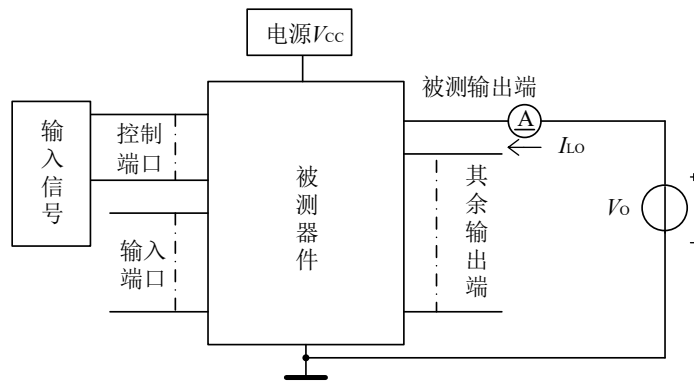 电源VCC
被测输出端
A
ILO
输入信号
控制
端口
被测器件
其余输出端
VO
+
输入
端口
−